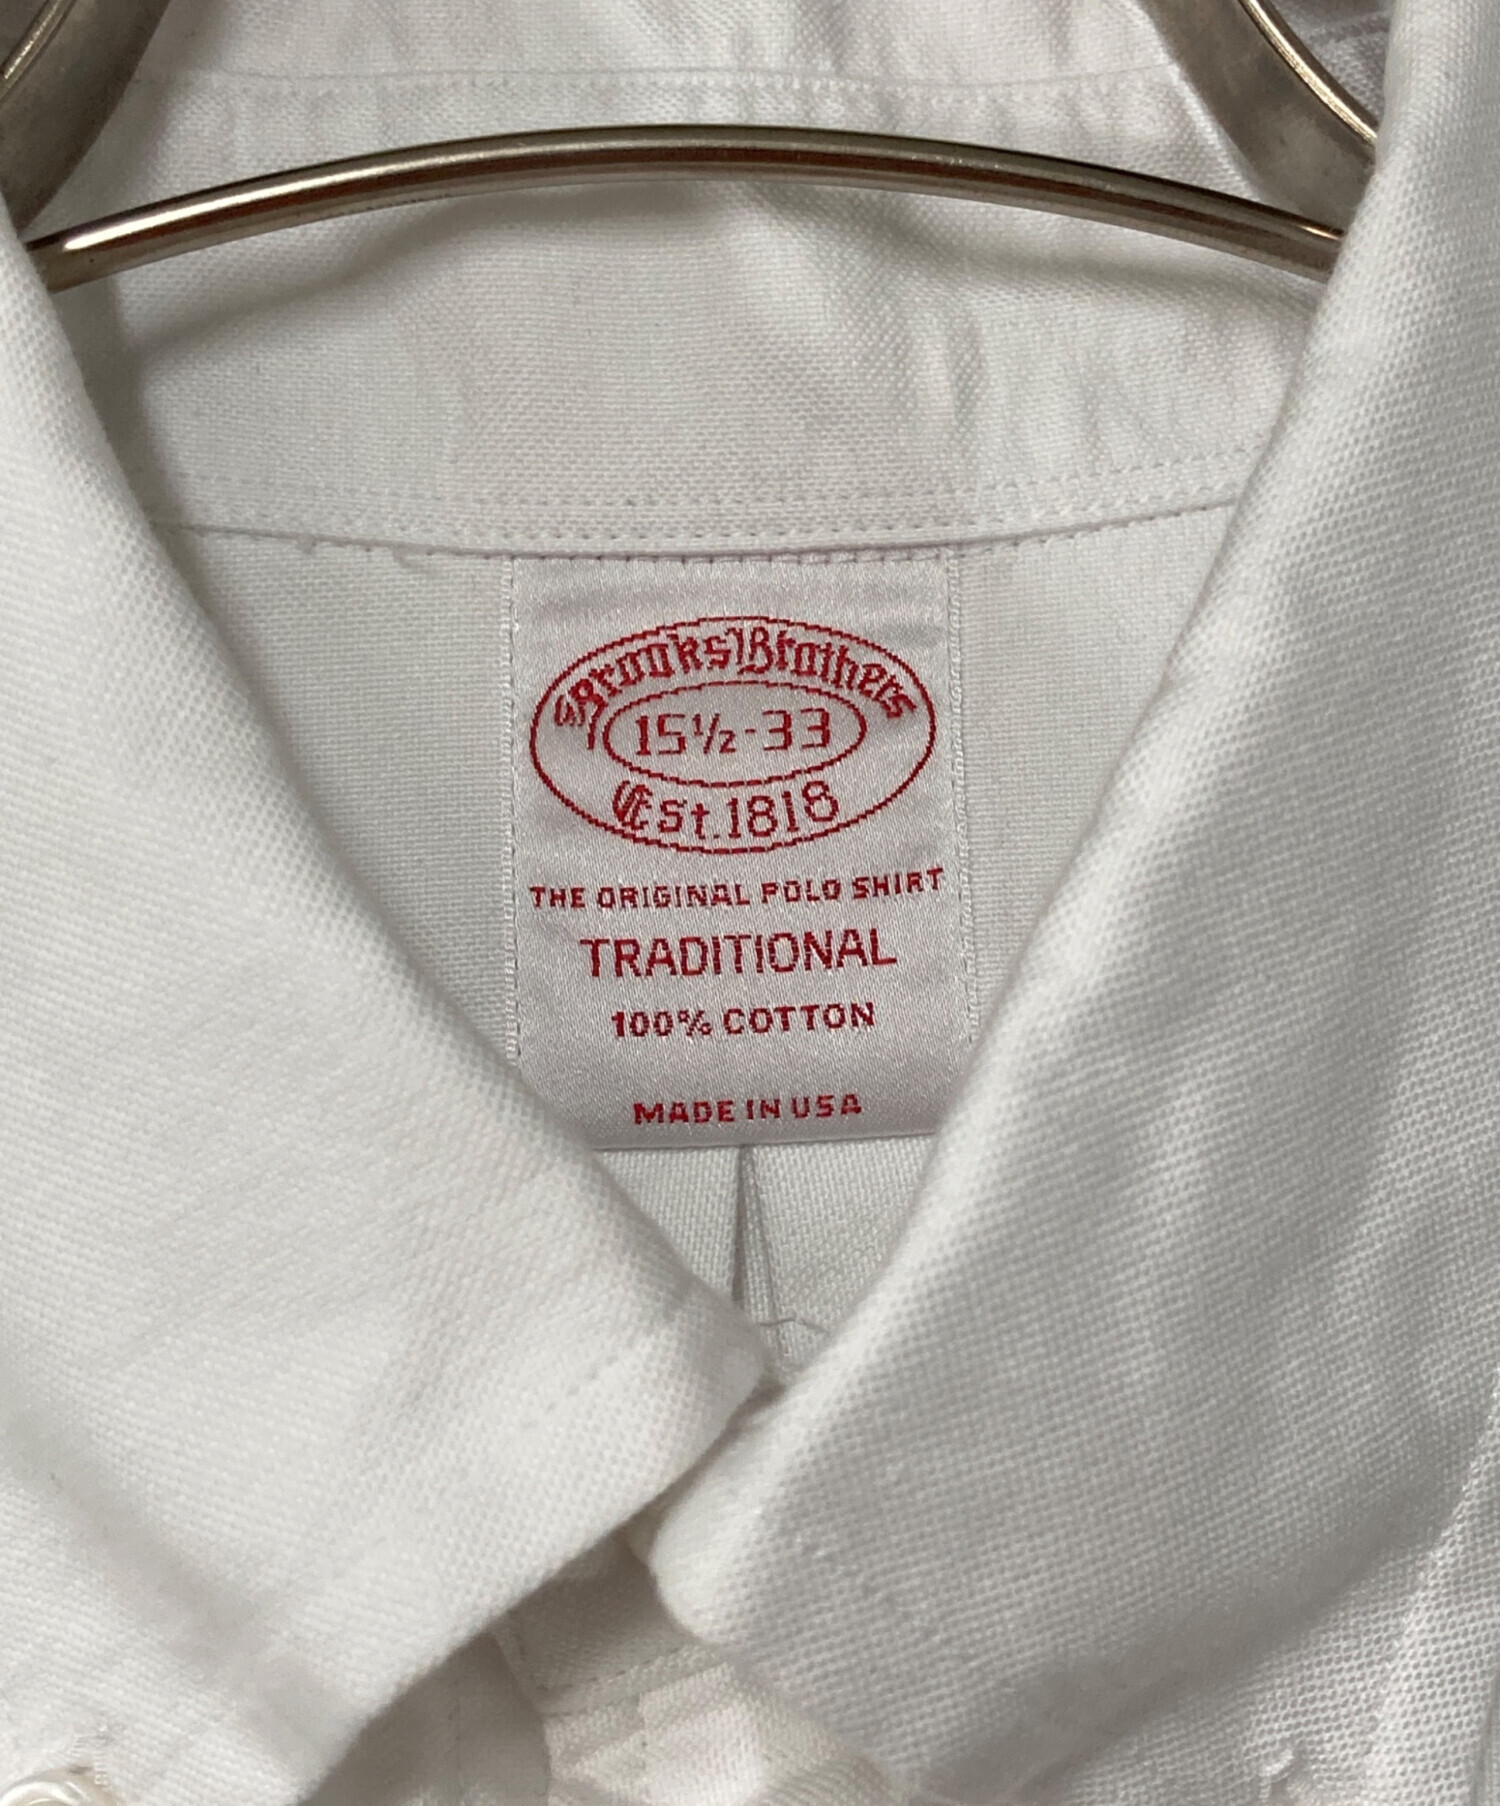 Brooks Brothers
15½-33
Est.1818
THE ORIGINAL POLO SHIRT
TRADITIONAL
100% COTTON
MADE IN USA